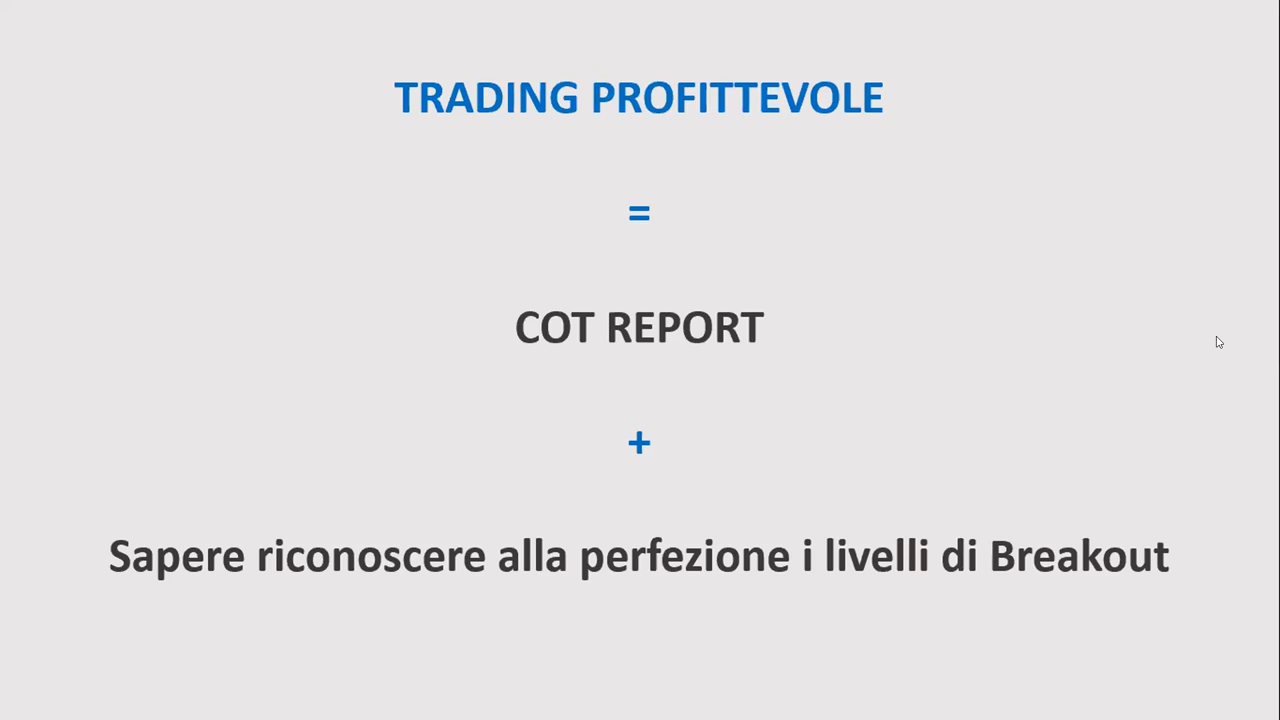 TRADING PROFITTEVOLE
=
COT REPORT
+
Sapere riconoscere alla perfezione i livelli di Breakout